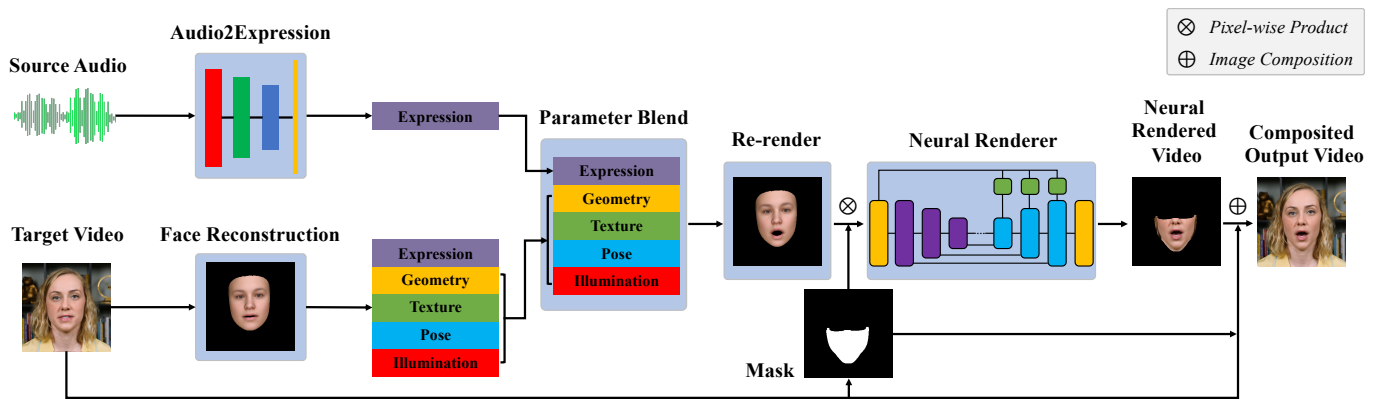 Source Audio
Audio2Expression
Expression
Target Video
Face Reconstruction
Expression
Geometry
Texture
Pose
Illumination
Parameter Blend
Expression
Geometry
Texture
Pose
Illumination
Re-render
Mask
Neural Renderer
Neural
Rendered
Video
Composited
Output Video
Pixel-wise Product
Image Composition